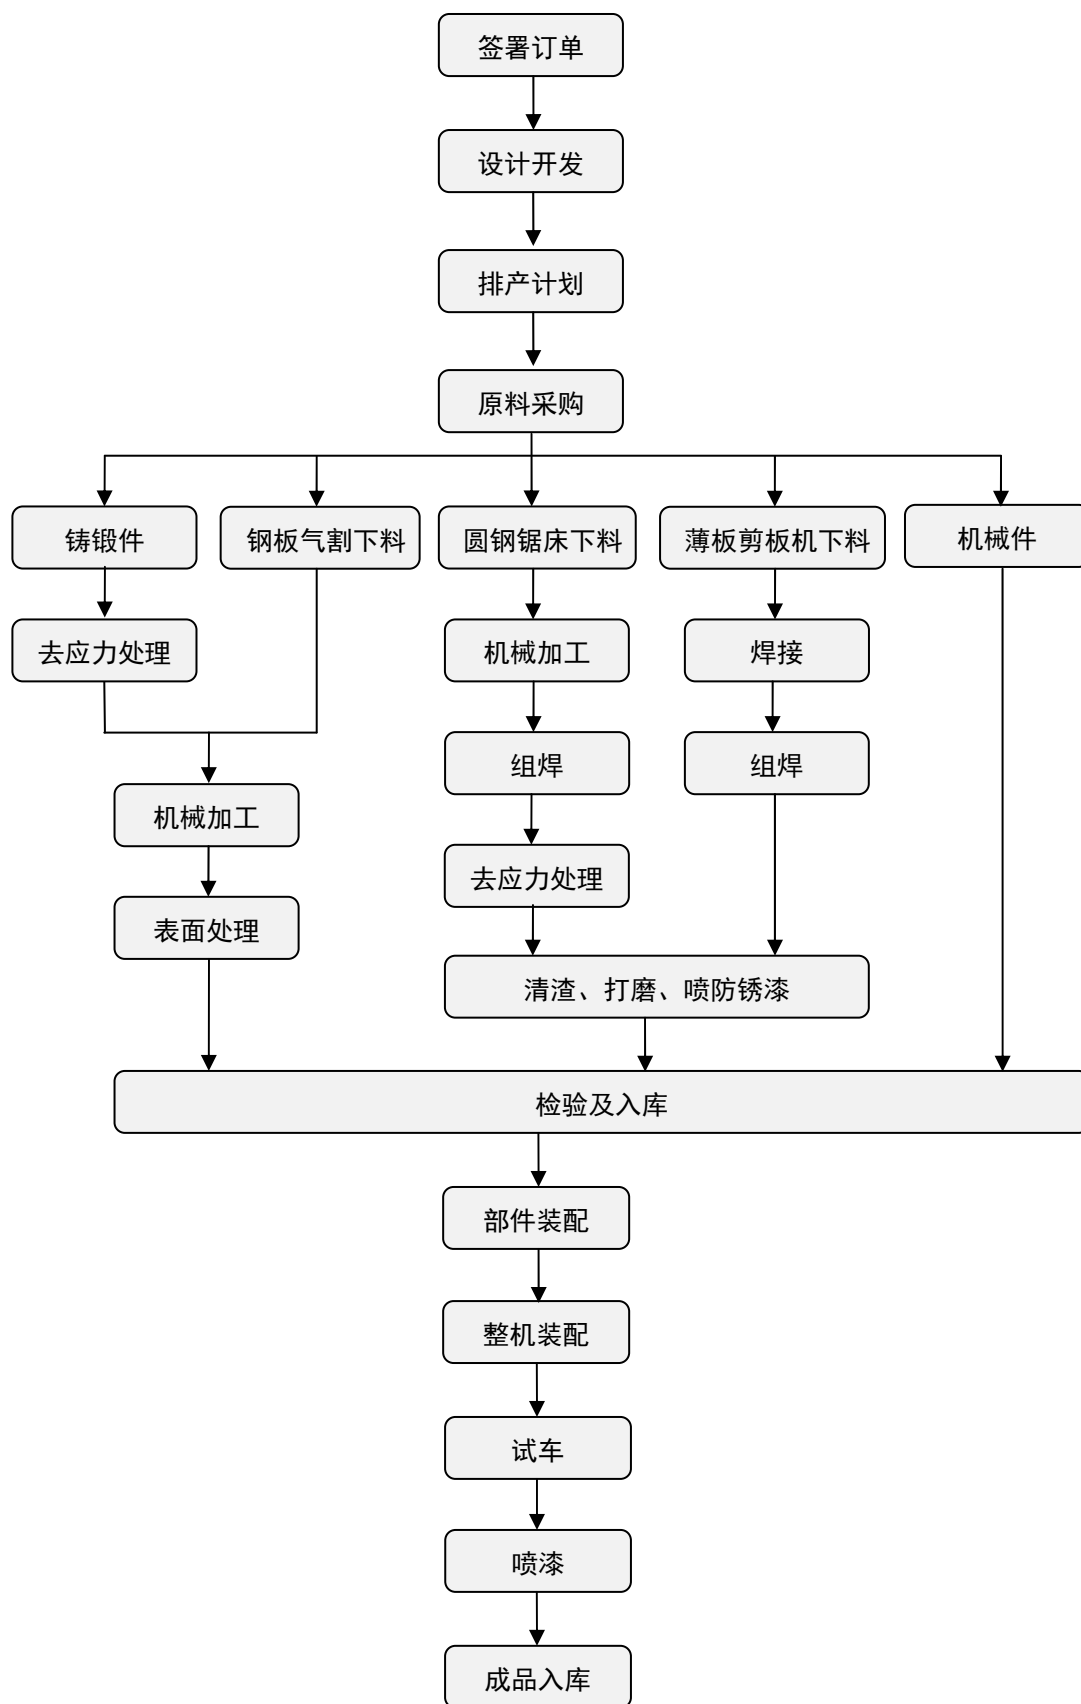 签署订单
设计开发
排产计划
原料采购
铸锻件
钢板气割下料
圆钢锯床下料
薄板剪板机下料
机械件
去应力处理
机械加工
焊接
组焊
组焊
机械加工
去应力处理
表面处理
清渣、打磨、喷防锈漆
检验及入库
部件装配
整机装配
试车
喷漆
成品入库